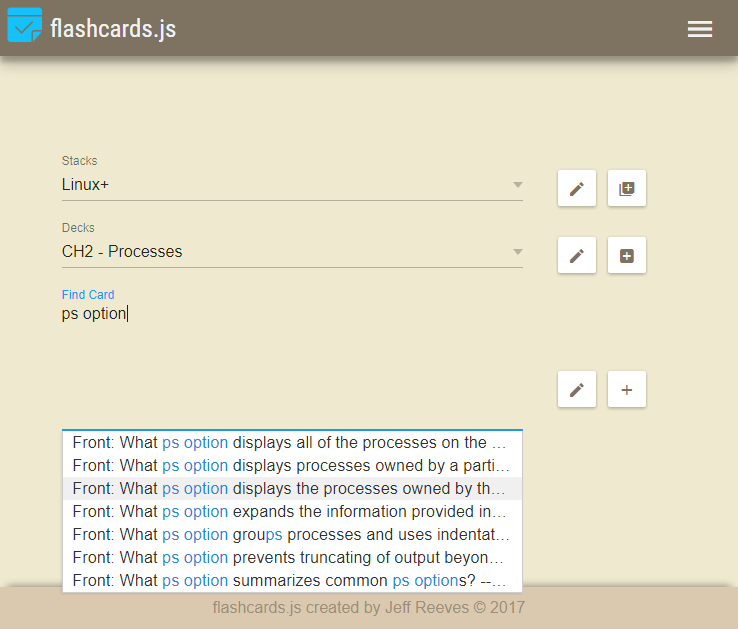 flashcards.js
Stacks
Linux+
Decks
CH2 - Processes
Find Card
ps option
Front: What ps option displays all of the processes on the ...
Front: What ps option displays processes owned by a parti...
Front: What ps option displays the processes owned by th...
Front: What ps option expands the information provided in...
Front: What ps option groups processes and uses indentat...
Front: What ps option prevents truncating of output beyon...
Front: What ps option summarizes common ps options? --...
flashcards.js created by Jeff Reeves © 2017